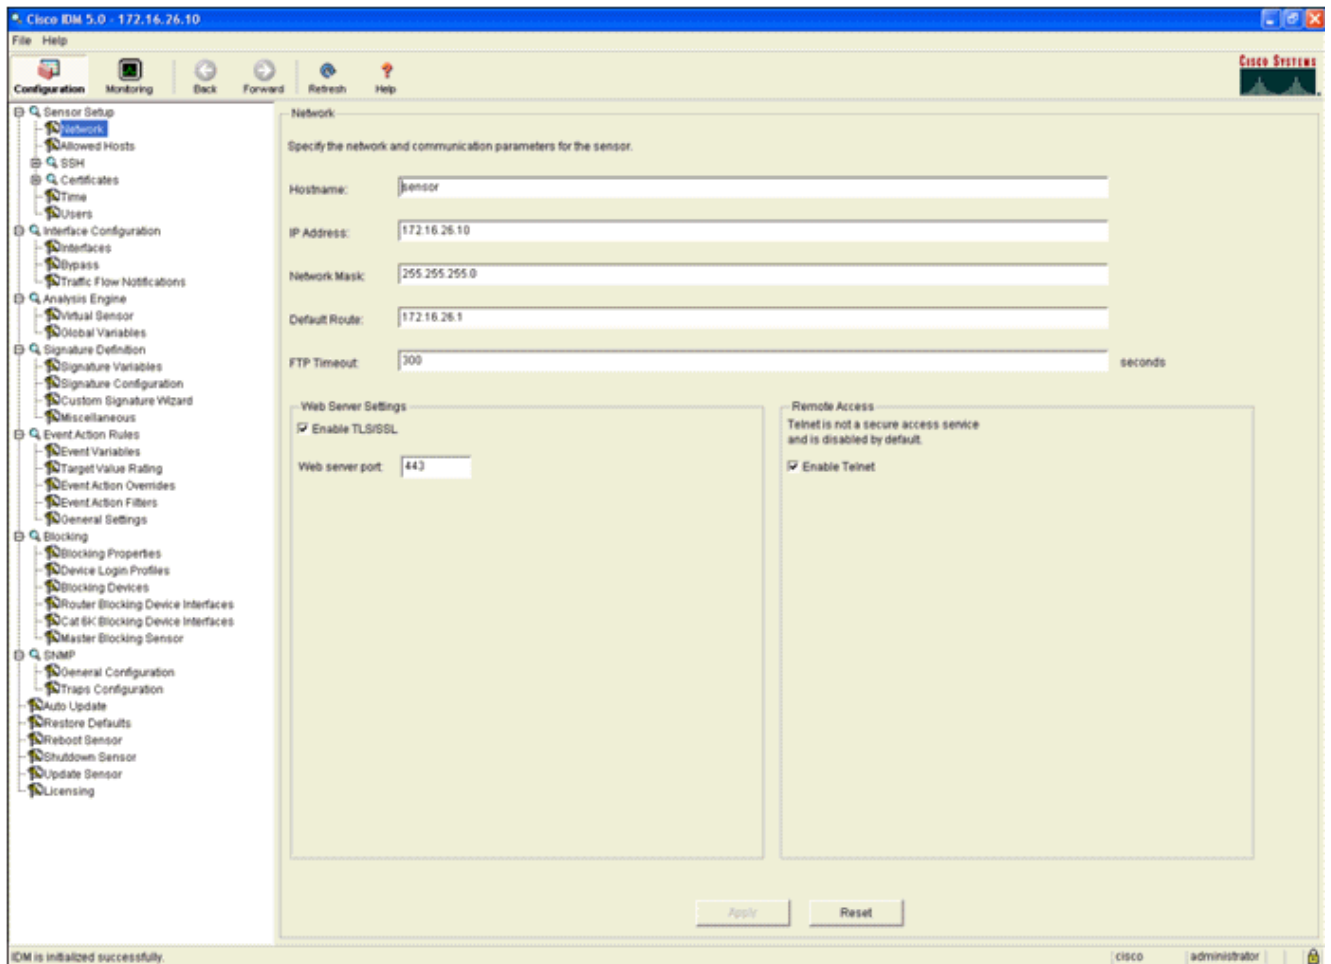 Cisco IDM 5.0 - 172.16.26.10
File Help
Configuration Monitoring Back Forward Refresh Help
CISCO SYSTEMS
Sensor Setup
Network
Allowed Hosts
SSH
Certificates
Time
Users
Interface Configuration
Interfaces
Bypass
Traffic Flow Notifications
Analysis Engine
Virtual Sensor
Global Variables
Signature Definition
Signature Variables
Signature Configuration
Custom Signature Wizard
Miscellaneous
Event Action Rules
Event Variables
Target Value Rating
Event Action Overrides
Event Action Filters
General Settings
Blocking
Blocking Properties
Device Login Profiles
Blocking Devices
Router Blocking Device Interfaces
Cat 6K Blocking Device Interfaces
Master Blocking Sensor
SNMP
General Configuration
Traps Configuration
Auto Update
Restore Defaults
Reboot Sensor
Shutdown Sensor
Update Sensor
Licensing
Network
Specify the network and communication parameters for the sensor.
Hostname: sensor
IP Address: 172.16.26.10
Network Mask: 255.255.255.0
Default Route: 172.16.26.1
FTP Timeout: 300 seconds
Web Server Settings
Enable TLS/SSL
Web server port: 443
Remote Access
Telnet is not a secure access service
and is disabled by default.
Enable Telnet
Apply Reset
IDM is initialized successfully. cisco administrator